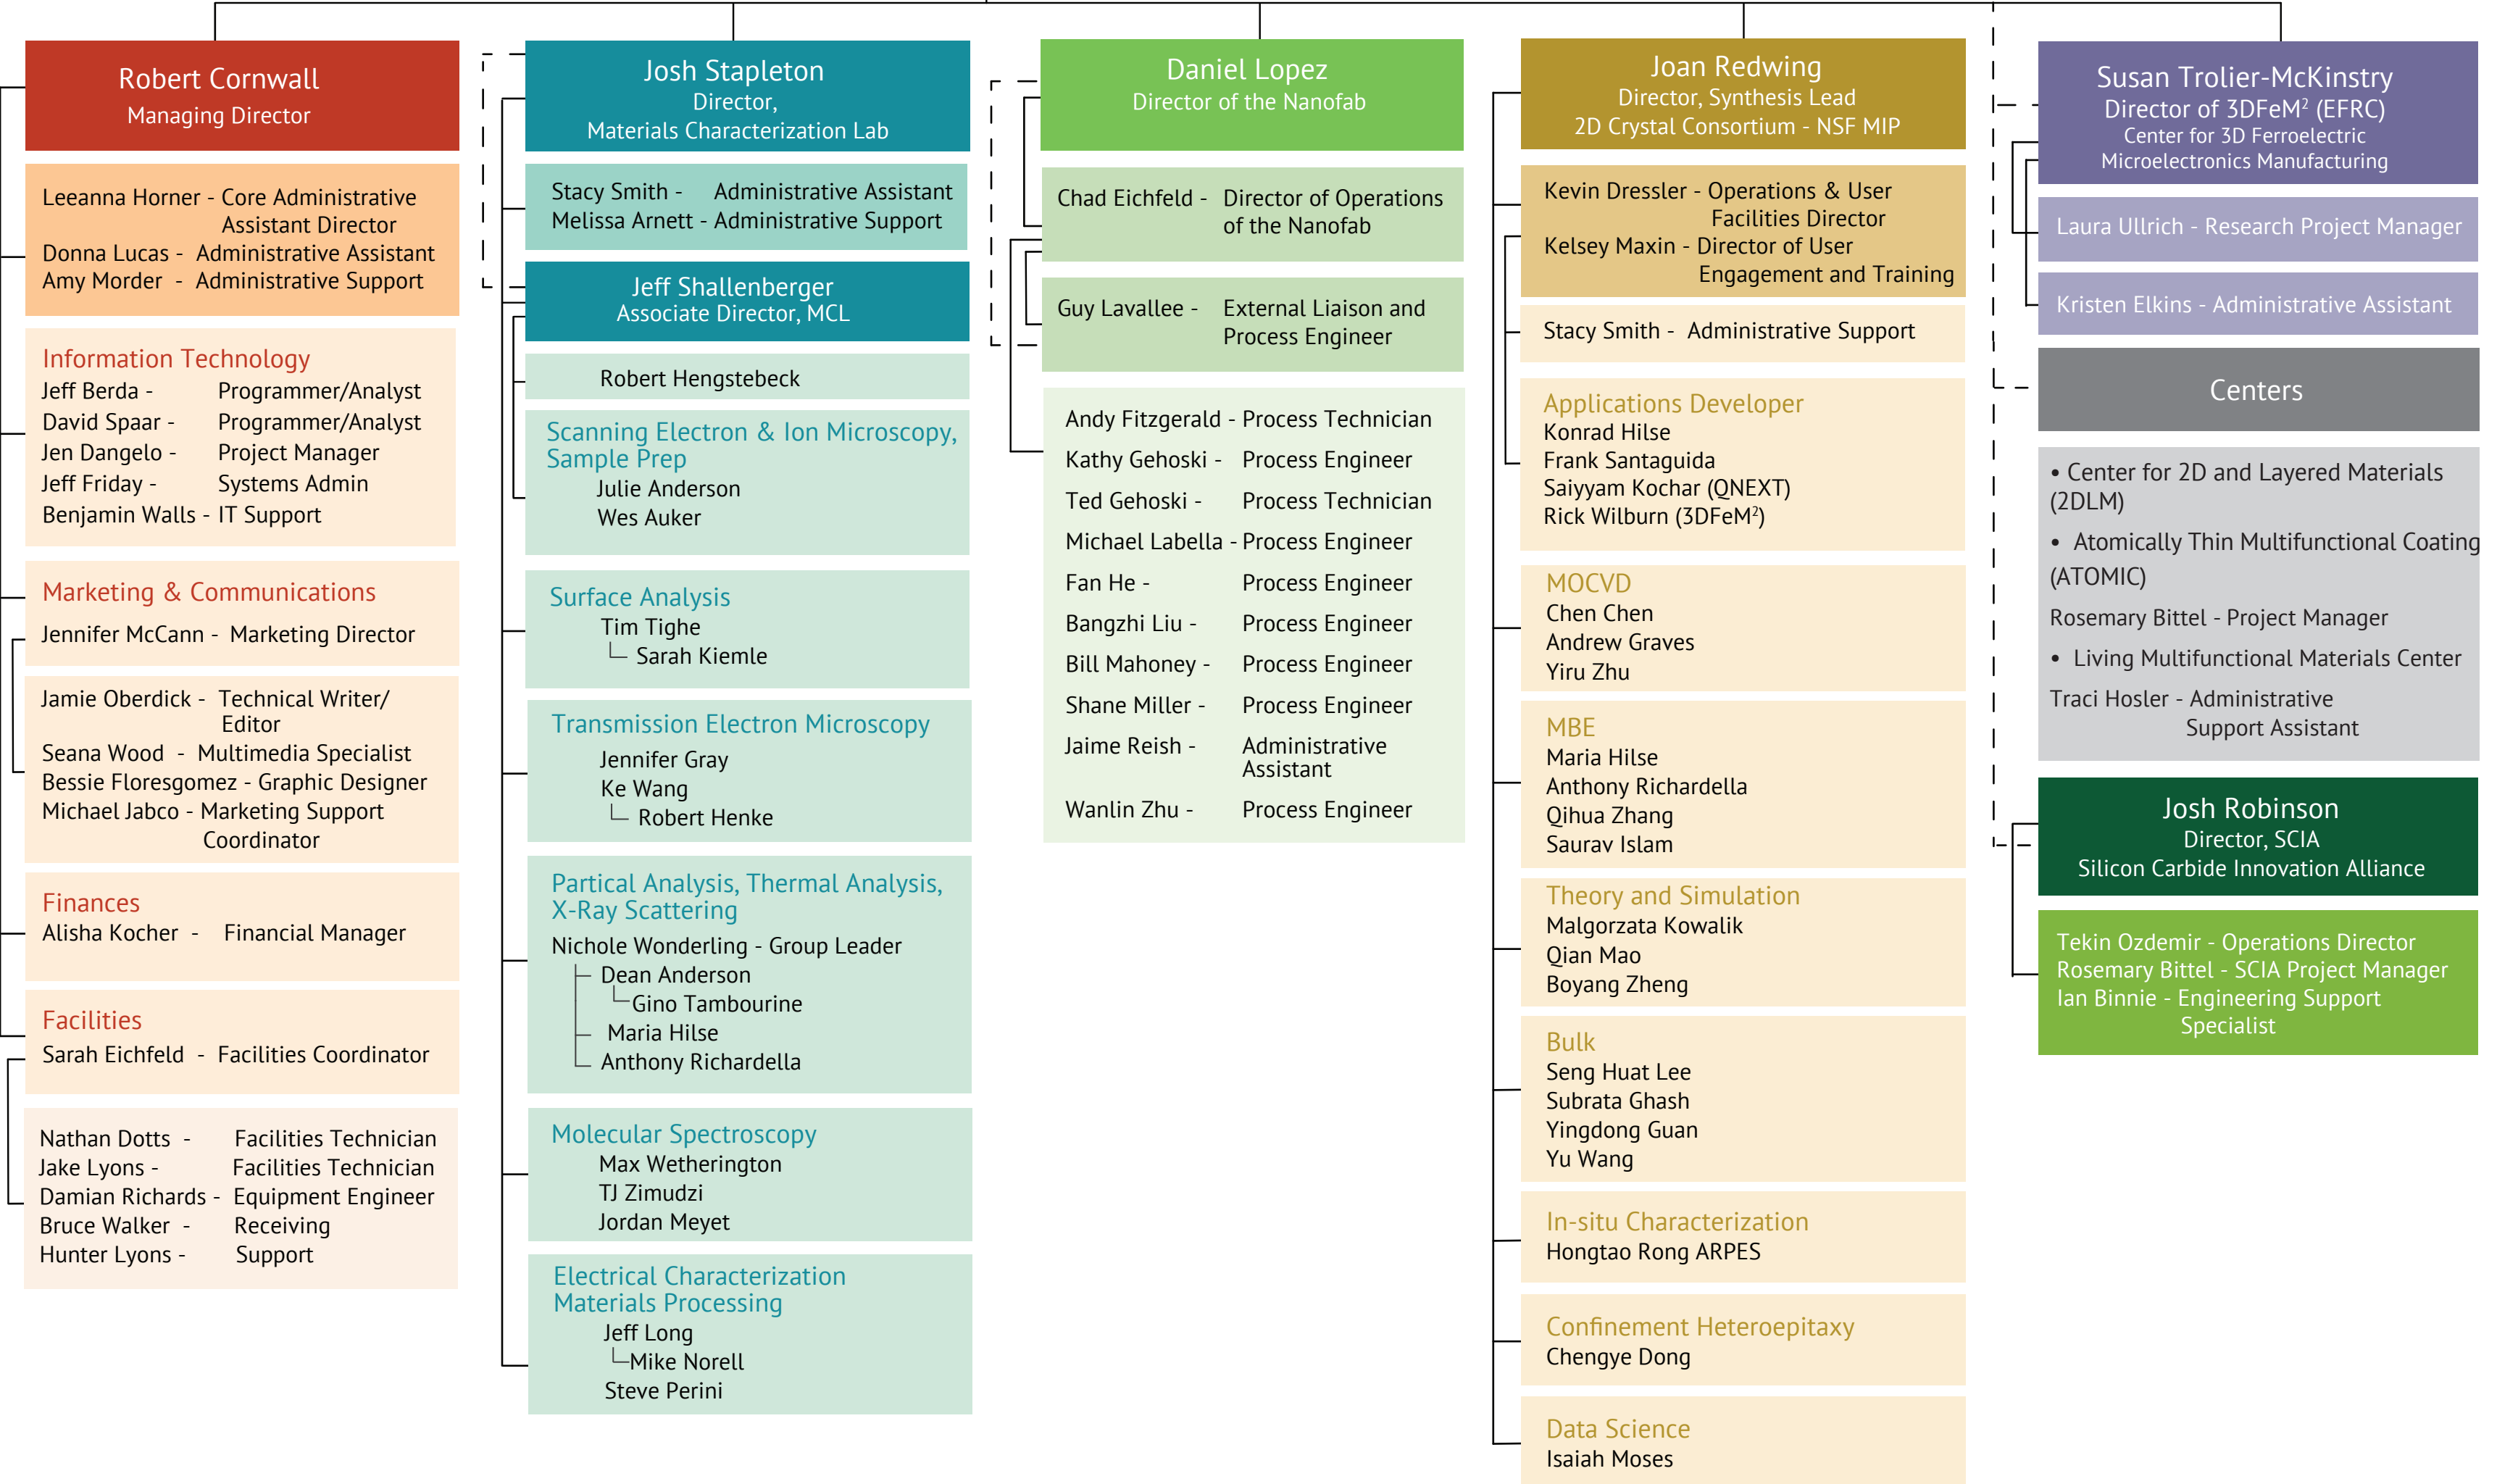 Robert Cornwall
Managing Director
Leeanna Horner - Core Administrative
Assistant Director
Donna Lucas - Administrative Assistant
Amy Morder - Administrative Support
Information Technology
Jeff Berda - Programmer/Analyst
David Spaar - Programmer/Analyst
Jen Dangelo - Project Manager
Jeff Friday - Systems Admin
Benjamin Walls - IT Support
Marketing & Communications
Jennifer McCann - Marketing Director
Jamie Oberdick - Technical Writer/
Editor
Seana Wood - Multimedia Specialist
Bessie Floresgomez - Graphic Designer
Michael Jabco - Marketing Support
Coordinator
Finances
Alisha Kocher - Financial Manager
Facilities
Sarah Eichfeld - Facilities Coordinator
Nathan Dotts - Facilities Technician
Jake Lyons - Facilities Technician
Damian Richards - Equipment Engineer
Bruce Walker - Receiving
Hunter Lyons - Support
Josh Stapleton
Director,
Materials Characterization Lab
Stacy Smith - Administrative Assistant
Melissa Arnett - Administrative Support
Jeff Shallenberger
Associate Director, MCL
Robert Hengstebeck
Scanning Electron & Ion Microscopy,
Sample Prep
Julie Anderson
Wes Auker
Surface Analysis
Tim Tighe
Sarah Kiemle
Transmission Electron Microscopy
Jennifer Gray
Ke Wang
Robert Henke
Partical Analysis, Thermal Analysis,
X-Ray Scattering
Nichole Wonderling - Group Leader
Dean Anderson
Gino Tambourine
Maria Hilse
Anthony Richardella
Molecular Spectroscopy
Max Wetherington
TJ Zimudzi
Jordan Meyet
Electrical Characterization
Materials Processing
Jeff Long
Mike Norell
Steve Perini
Daniel Lopez
Director of the Nanofab
Chad Eichfeld - Director of Operations
of the Nanofab
Guy Lavallee - External Liaison and
Process Engineer
Andy Fitzgerald - Process Technician
Kathy Gehoski - Process Engineer
Ted Gehoski - Process Technician
Michael Labella - Process Engineer
Fan He - Process Engineer
Bangzhi Liu - Process Engineer
Bill Mahoney - Process Engineer
Shane Miller - Process Engineer
Jaime Reish - Administrative
Assistant
Wanlin Zhu - Process Engineer
Joan Redwing
Director, Synthesis Lead
2D Crystal Consortium - NSF MIP
Kevin Dressler - Operations & User
Facilities Director
Kelsey Maxin - Director of User
Engagement and Training
Stacy Smith - Administrative Support
Applications Developer
Konrad Hilse
Frank Santaguida
Saiyyam Kochar (QNEXT)
Rick Wilburn (3DFeM²)
MOCVD
Chen Chen
Andrew Graves
Yiru Zhu
MBE
Maria Hilse
Anthony Richardella
Qihua Zhang
Saurav Islam
Theory and Simulation
Malgorzata Kowalik
Qian Mao
Boyang Zheng
Bulk
Seng Huat Lee
Subrata Ghash
Yingdong Guan
Yu Wang
In-situ Characterization
Hongtao Rong ARPES
Confinement Heteroepitaxy
Chengye Dong
Data Science
Isaiah Moses
Susan Trolier-McKinstry
Director of 3DFeM² (EFRC)
Center for 3D Ferroelectric
Microelectronics Manufacturing
Laura Ullrich - Research Project Manager
Kristen Elkins - Administrative Assistant
Centers
• Center for 2D and Layered Materials
(2DLM)
• Atomically Thin Multifunctional Coating
(ATOMIC)
Rosemary Bittel - Project Manager
• Living Multifunctional Materials Center
Traci Hosler - Administrative
Support Assistant
Josh Robinson
Director, SCIA
Silicon Carbide Innovation Alliance
Tekin Ozdemir - Operations Director
Rosemary Bittel - SCIA Project Manager
Ian Binnie - Engineering Support
Specialist